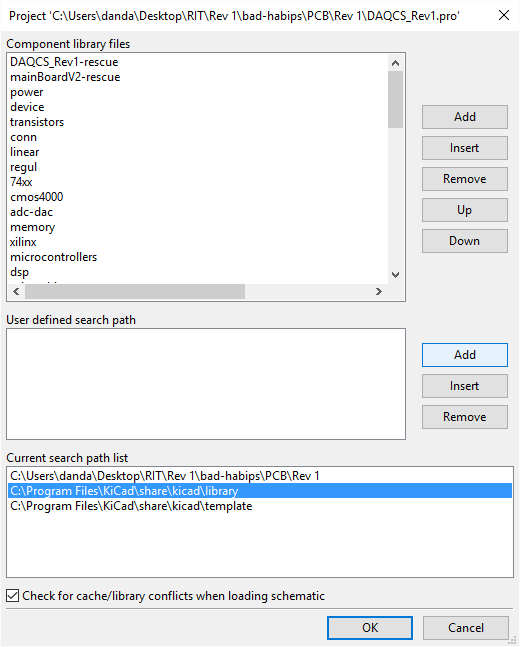 Project 'C:\Users\danda\Desktop\RIT\Rev 1\bad-habips\PCB\Rev 1\DAQCS_Rev1.pro'
Component library files
DAQCS_Rev1-rescue
mainBoardV2-rescue
power
device
transistors
conn
linear
regul
74xx
cmos4000
adc-dac
memory
xilinx
microcontrollers
dsp
Add
Insert
Remove
Up
Down
User defined search path
Add
Insert
Remove
Current search path list
C:\Users\danda\Desktop\RIT\Rev 1\bad-habips\PCB\Rev 1
C:\Program Files\KiCad\share\kicad\library
C:\Program Files\KiCad\share\kicad\template
Check for cache/library conflicts when loading schematic
OK
Cancel